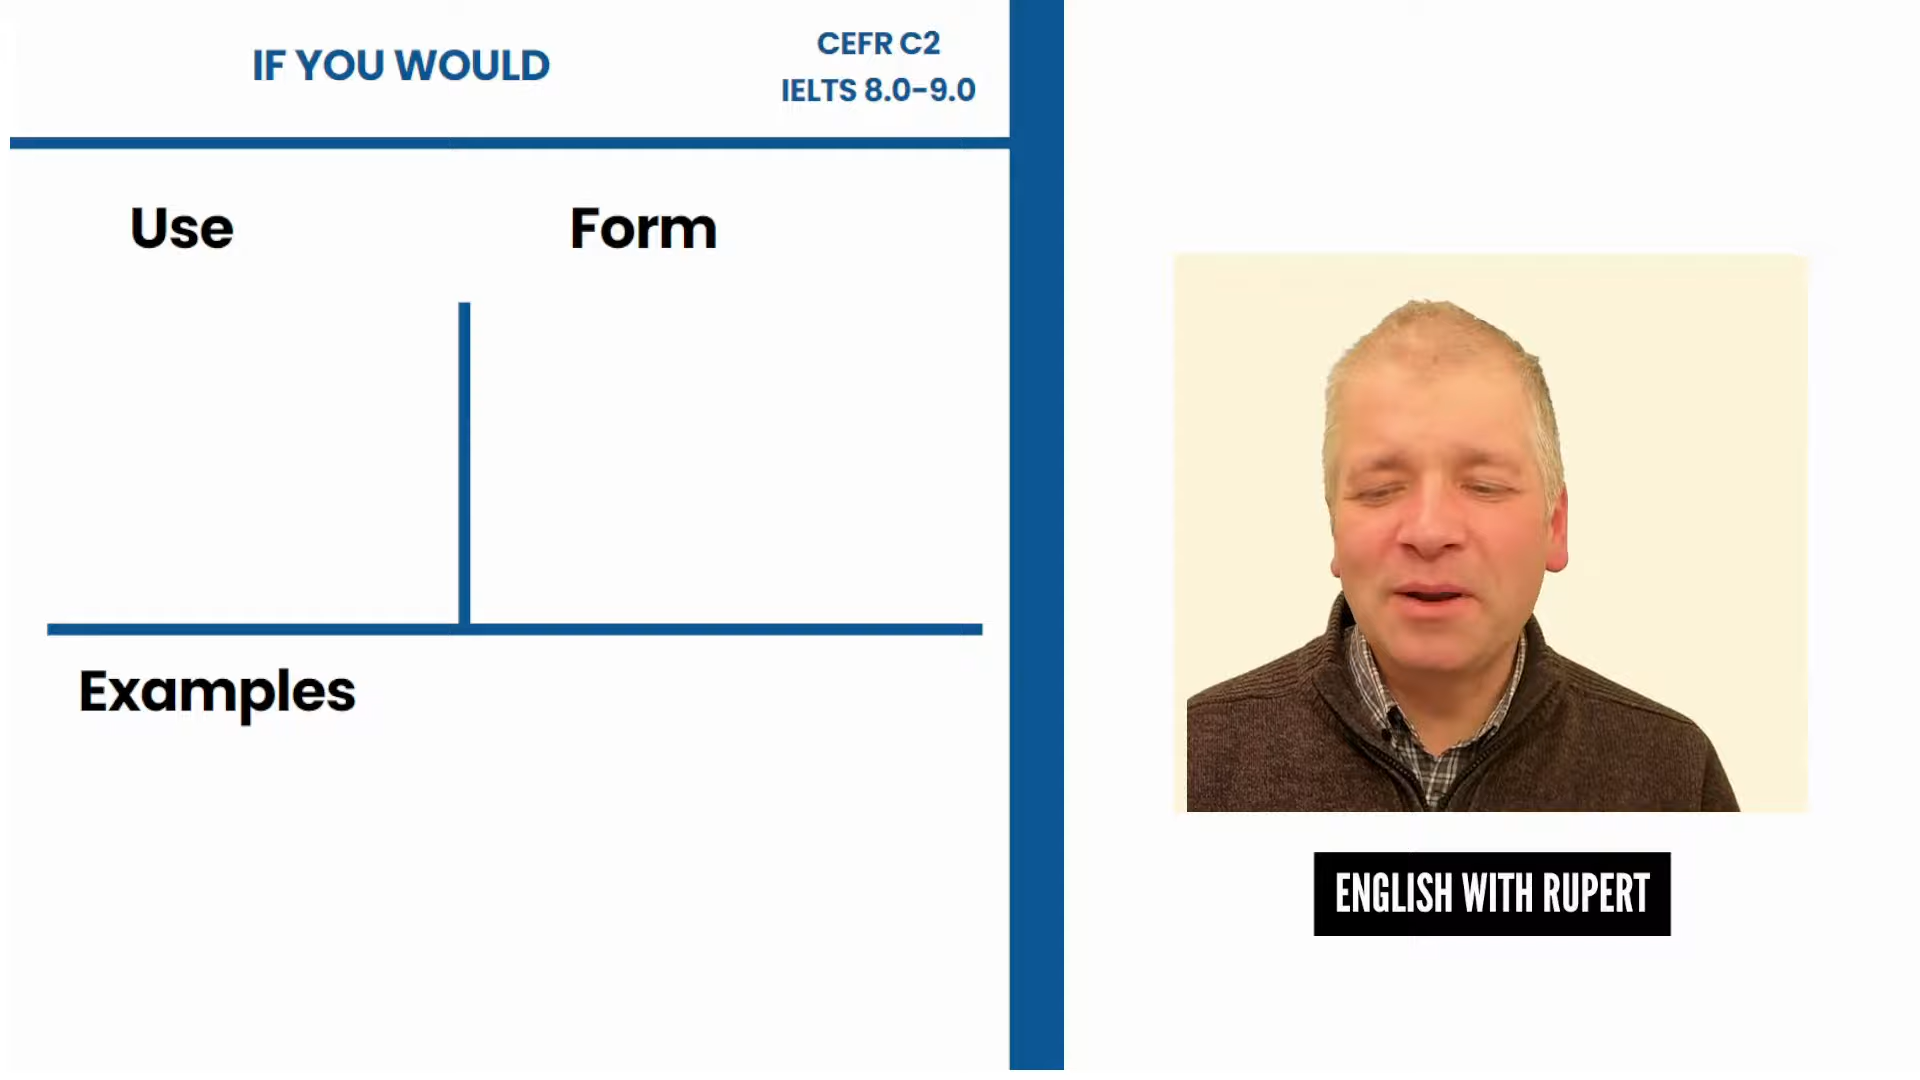 IF YOU WOULD
CEFR C2
IELTS 8.0-9.0
Use
Form
Examples
ENGLISH WITH RUPERT